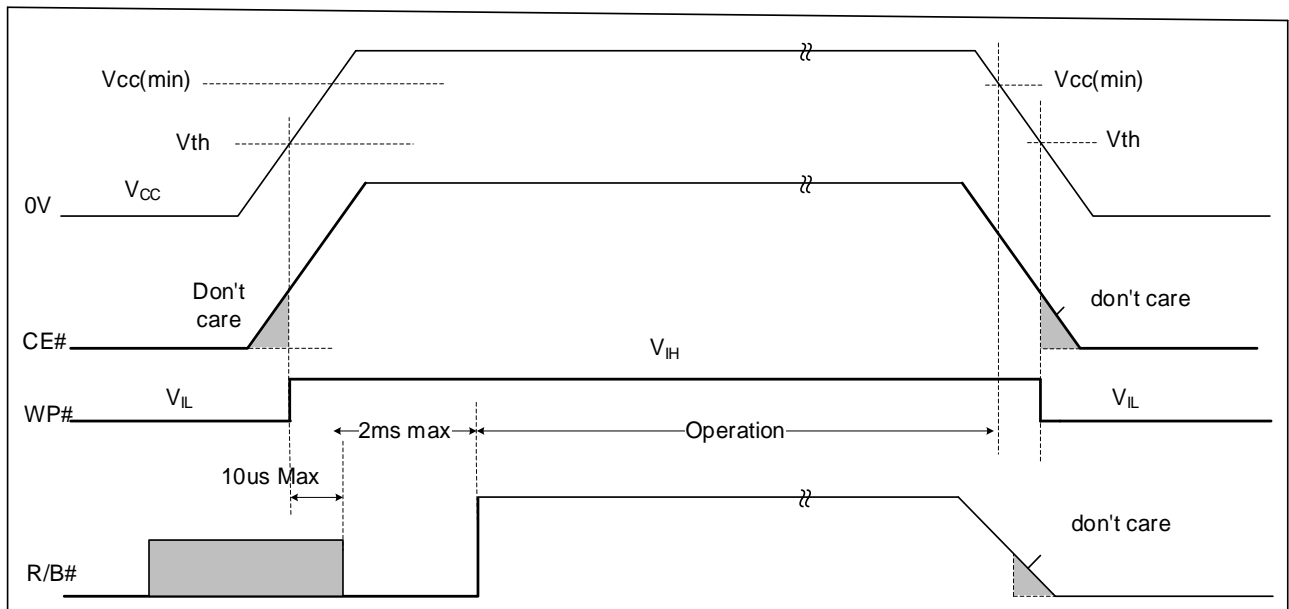 Vcc(min)
Vcc(min)
Vth
Vth
VCC
0V
Don't
care
don't care
CE#
VIH
VIL
VIL
WP#
2ms max
Operation
10us Max
don't care
R/B#